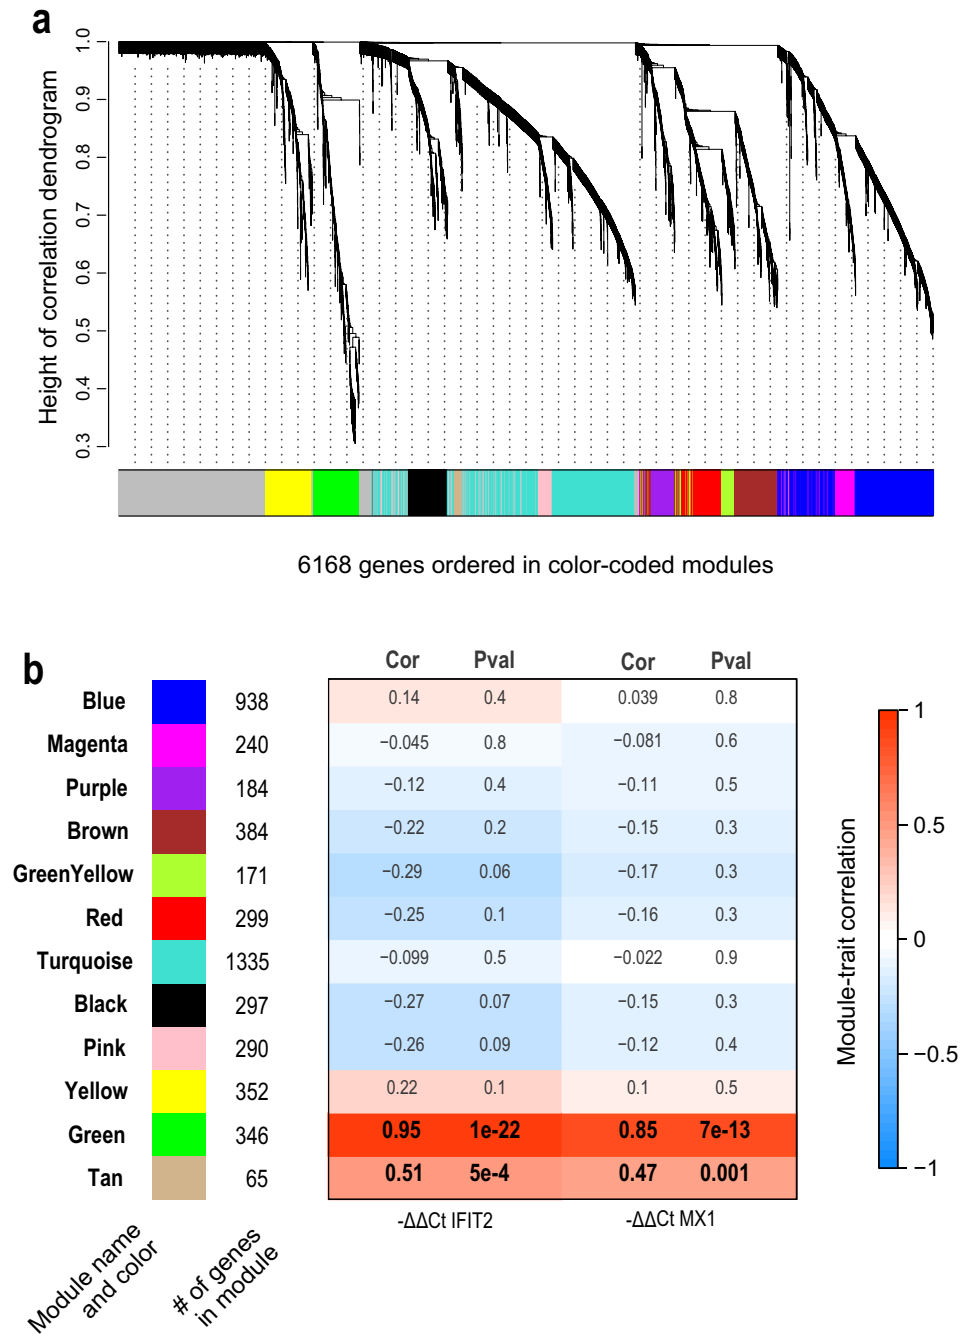 a
Height of correlation dendrogram
1.0
0.9
0.8
0.7
0.6
0.5
0.4
0.3
6168 genes ordered in color-coded modules
b
Cor Pval Cor Pval
Blue 938 0.14 0.4 0.039 0.8
Magenta 240 −0.045 0.8 −0.081 0.6
Purple 184 −0.12 0.4 −0.11 0.5
Brown 384 −0.22 0.2 −0.15 0.3
GreenYellow 171 −0.29 0.06 −0.17 0.3
Red 299 −0.25 0.1 −0.16 0.3
Turquoise 1335 −0.099 0.5 −0.022 0.9
Black 297 −0.27 0.07 −0.15 0.3
Pink 290 −0.26 0.09 −0.12 0.4
Yellow 352 0.22 0.1 0.1 0.5
Green 346 0.95 1e-22 0.85 7e-13
Tan 65 0.51 5e-4 0.47 0.001
-ΔΔCt IFIT2 -ΔΔCt MX1
Module name
and color
# of genes
in module
Module-trait correlation
1
0.5
0
−0.5
−1